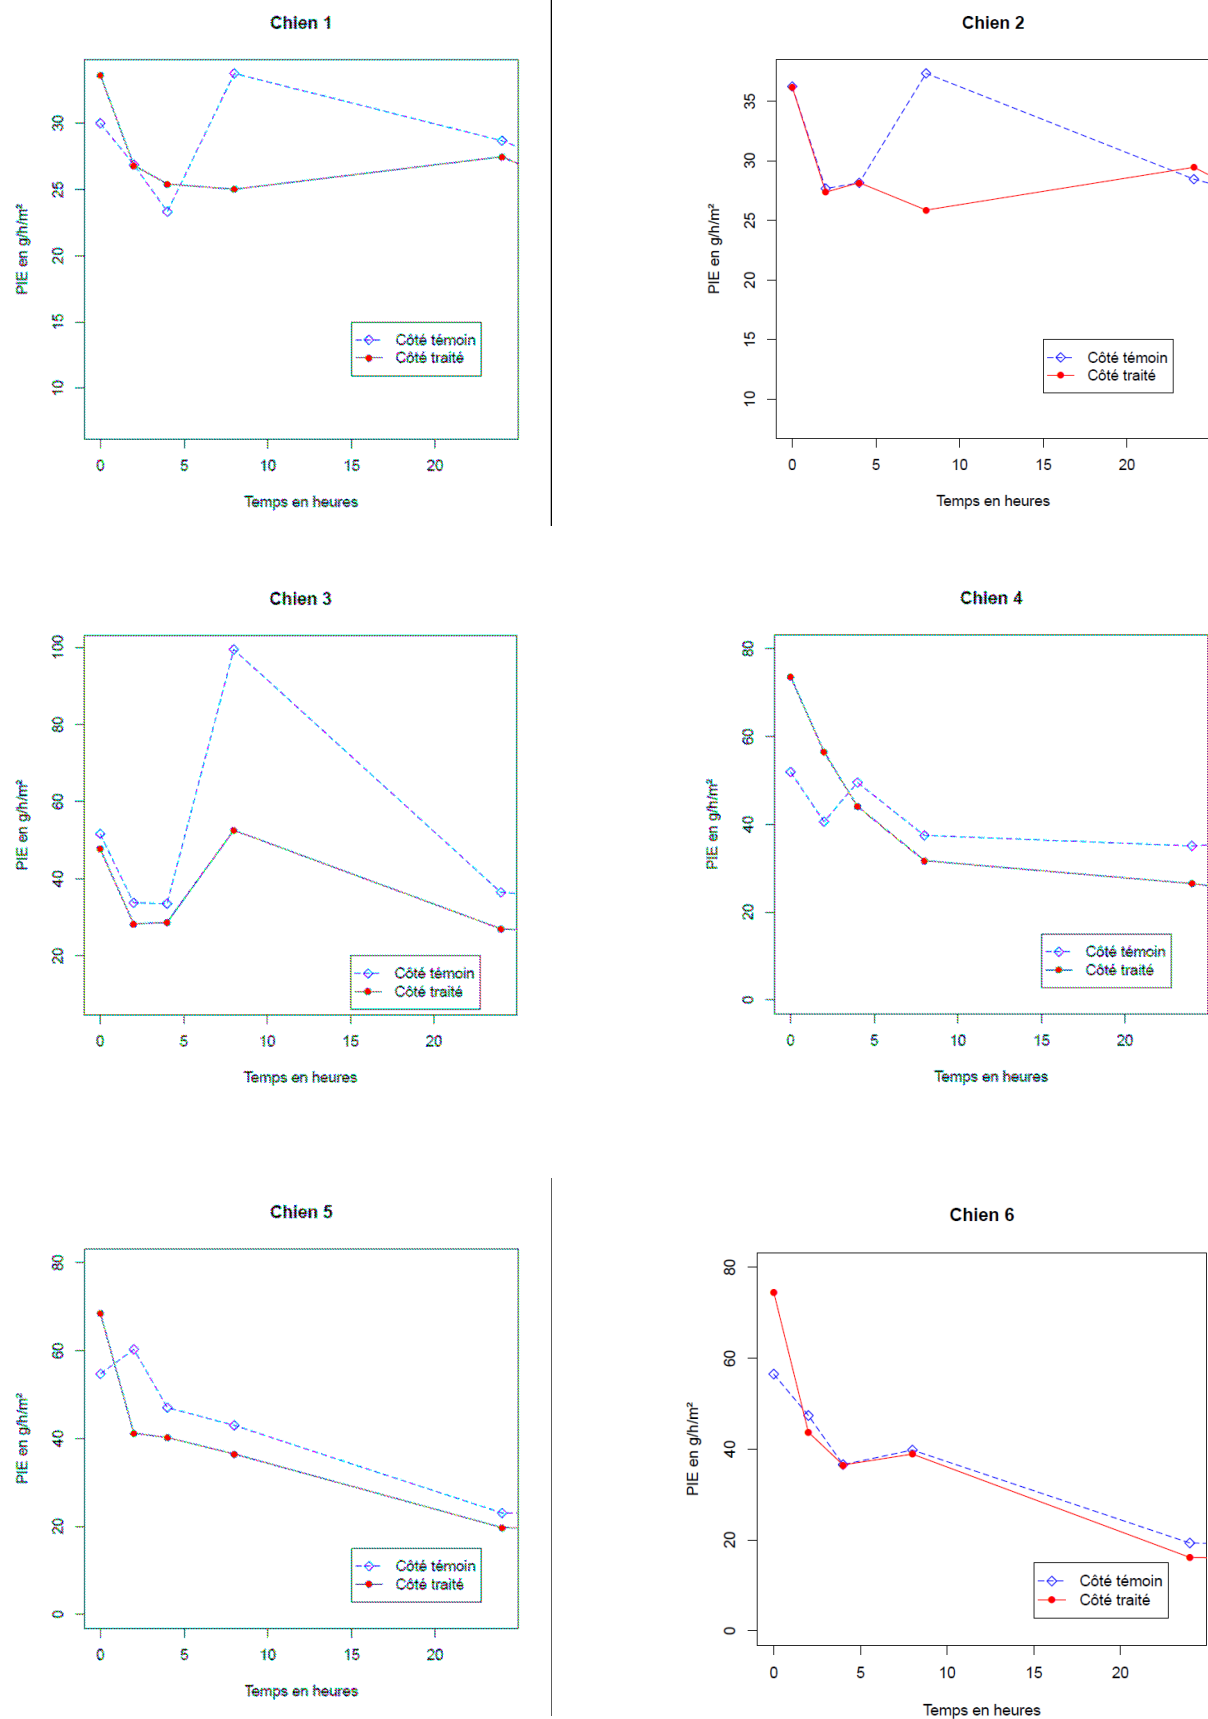 Chien 1
PIE en g/h/m²
30
25
20
15
10
Côté témoin
Côté traité
0 5 10 15 20
Temps en heures
Chien 2
PIE en g/h/m²
35
30
25
20
15
10
Côté témoin
Côté traité
0 5 10 15 20
Temps en heures
Chien 3
PIE en g/h/m²
100
80
60
40
20
Côté témoin
Côté traité
0 5 10 15 20
Temps en heures
Chien 4
PIE en g/h/m²
80
60
40
20
0
Côté témoin
Côté traité
0 5 10 15 20
Temps en heures
Chien 5
PIE en g/h/m²
80
60
40
20
0
Côté témoin
Côté traité
0 5 10 15 20
Temps en heures
Chien 6
PIE en g/h/m²
80
60
40
20
0
Côté témoin
Côté traité
0 5 10 15 20
Temps en heures